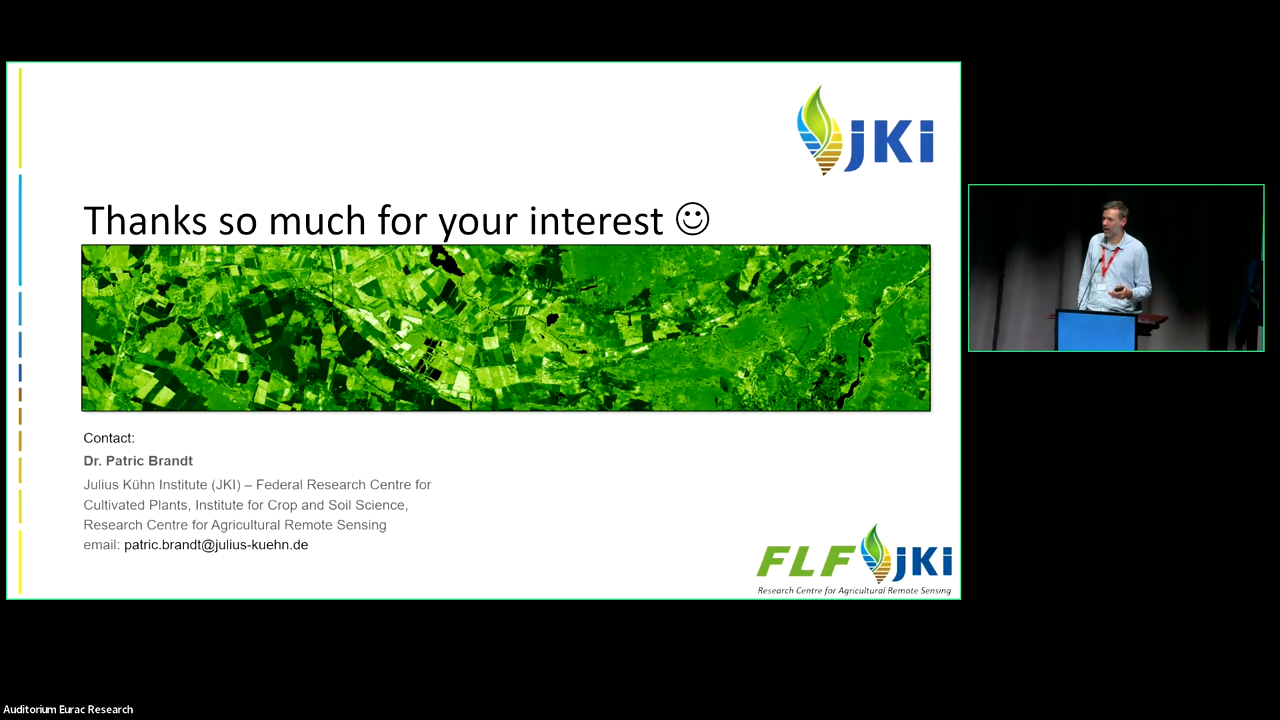 jKi
Thanks so much for your interest ☺
Contact:
Dr. Patric Brandt
Julius Kühn Institute (JKI) – Federal Research Centre for
Cultivated Plants, Institute for Crop and Soil Science,
Research Centre for Agricultural Remote Sensing
email: patric.brandt@julius-kuehn.de
FLF jKi
Research Centre for Agricultural Remote Sensing
Auditorium Eurac Research